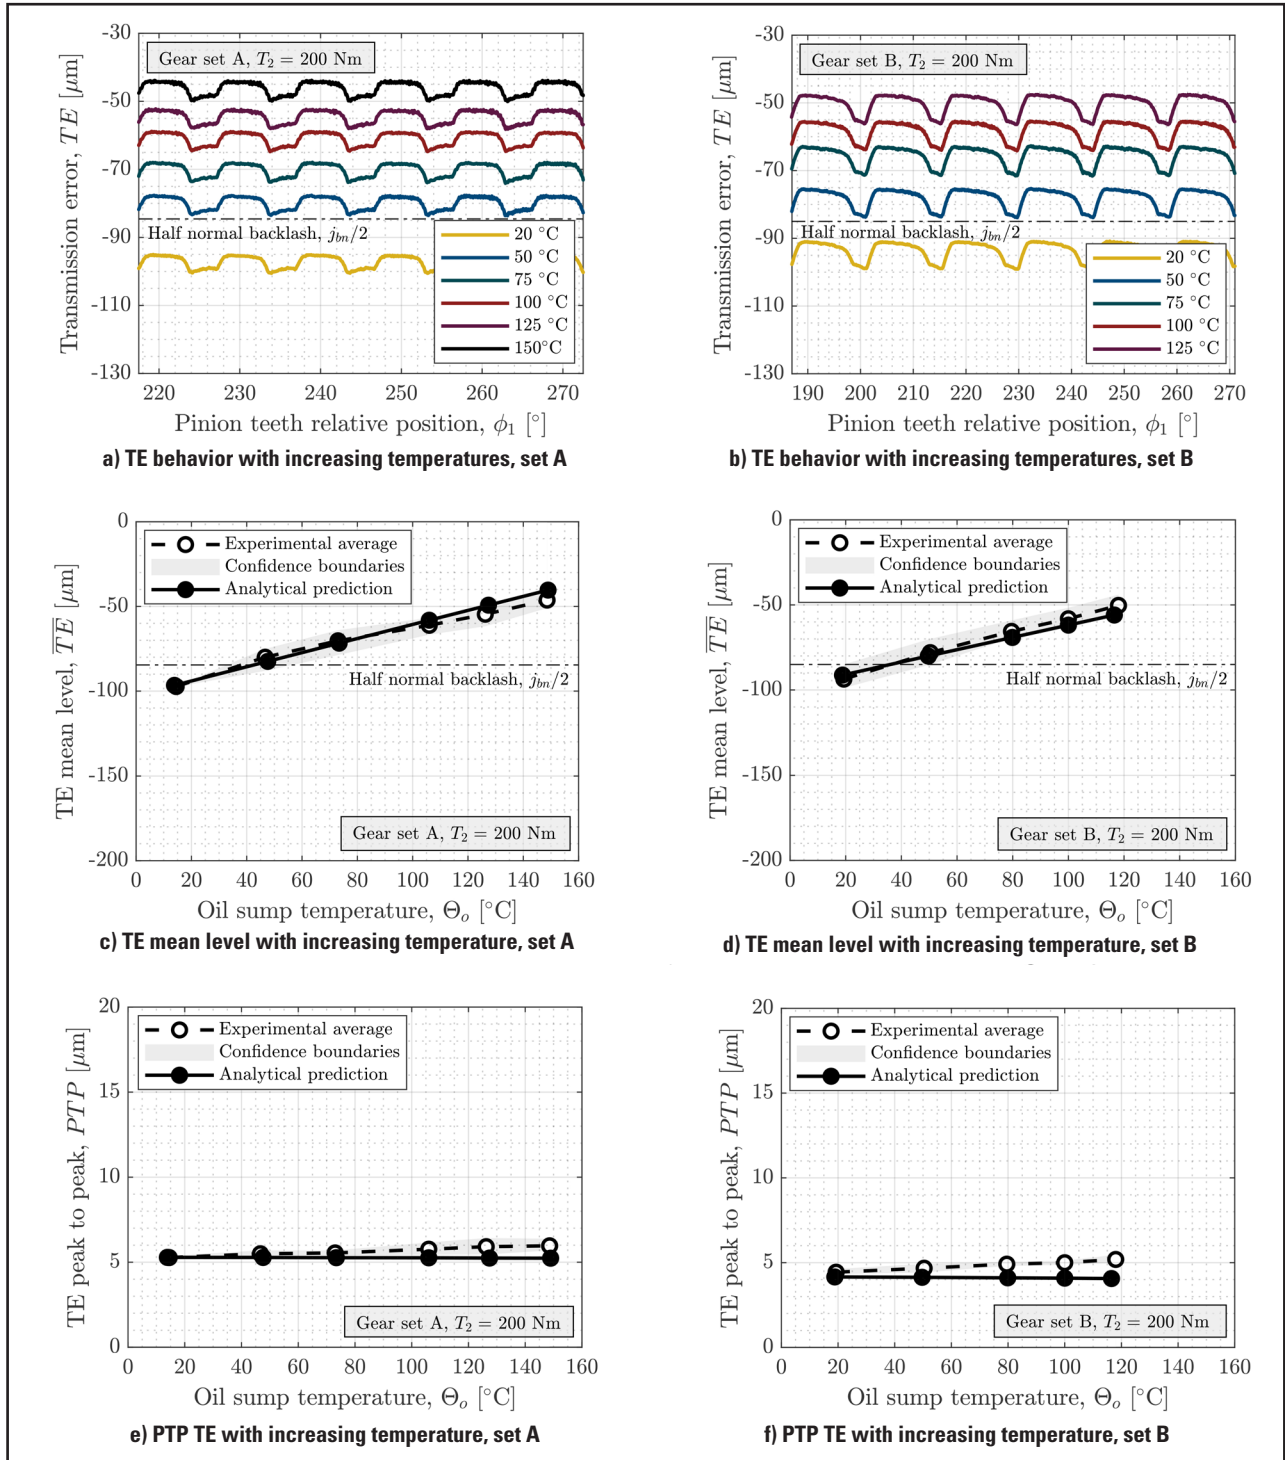 -30
-50
-70
-90
-110
-130
Transmission error, TE [μm]
Gear set A, T₂ = 200 Nm
Half normal backlash, j_bn/2
20 °C
50 °C
75 °C
100 °C
125 °C
150°C
220 230 240 250 260 270
Pinion teeth relative position, ϕ₁ [°]
a) TE behavior with increasing temperatures, set A
-30
-50
-70
-90
-110
-130
Transmission error, TE [μm]
Gear set B, T₂ = 200 Nm
Half normal backlash, j_bn/2
20 °C
50 °C
75 °C
100 °C
125 °C
190 200 210 220 230 240 250 260 270
Pinion teeth relative position, ϕ₁ [°]
b) TE behavior with increasing temperatures, set B
0
-50
-100
-150
-200
TE mean level, T̅E̅ [μm]
Experimental average
Confidence boundaries
Analytical prediction
Half normal backlash, j_bn/2
Gear set A, T₂ = 200 Nm
0 20 40 60 80 100 120 140 160
Oil sump temperature, Θₒ [°C]
c) TE mean level with increasing temperature, set A
0
-50
-100
-150
-200
TE mean level, T̅E̅ [μm]
Experimental average
Confidence boundaries
Analytical prediction
Half normal backlash, j_bn/2
Gear set B, T₂ = 200 Nm
0 20 40 60 80 100 120 140 160
Oil sump temperature, Θₒ [°C]
d) TE mean level with increasing temperature, set B
20
15
10
5
0
TE peak to peak, PTP [μm]
Experimental average
Confidence boundaries
Analytical prediction
Gear set A, T₂ = 200 Nm
0 20 40 60 80 100 120 140 160
Oil sump temperature, Θₒ [°C]
e) PTP TE with increasing temperature, set A
20
15
10
5
0
TE peak to peak, PTP [μm]
Experimental average
Confidence boundaries
Analytical prediction
Gear set B, T₂ = 200 Nm
0 20 40 60 80 100 120 140 160
Oil sump temperature, Θₒ [°C]
f) PTP TE with increasing temperature, set B